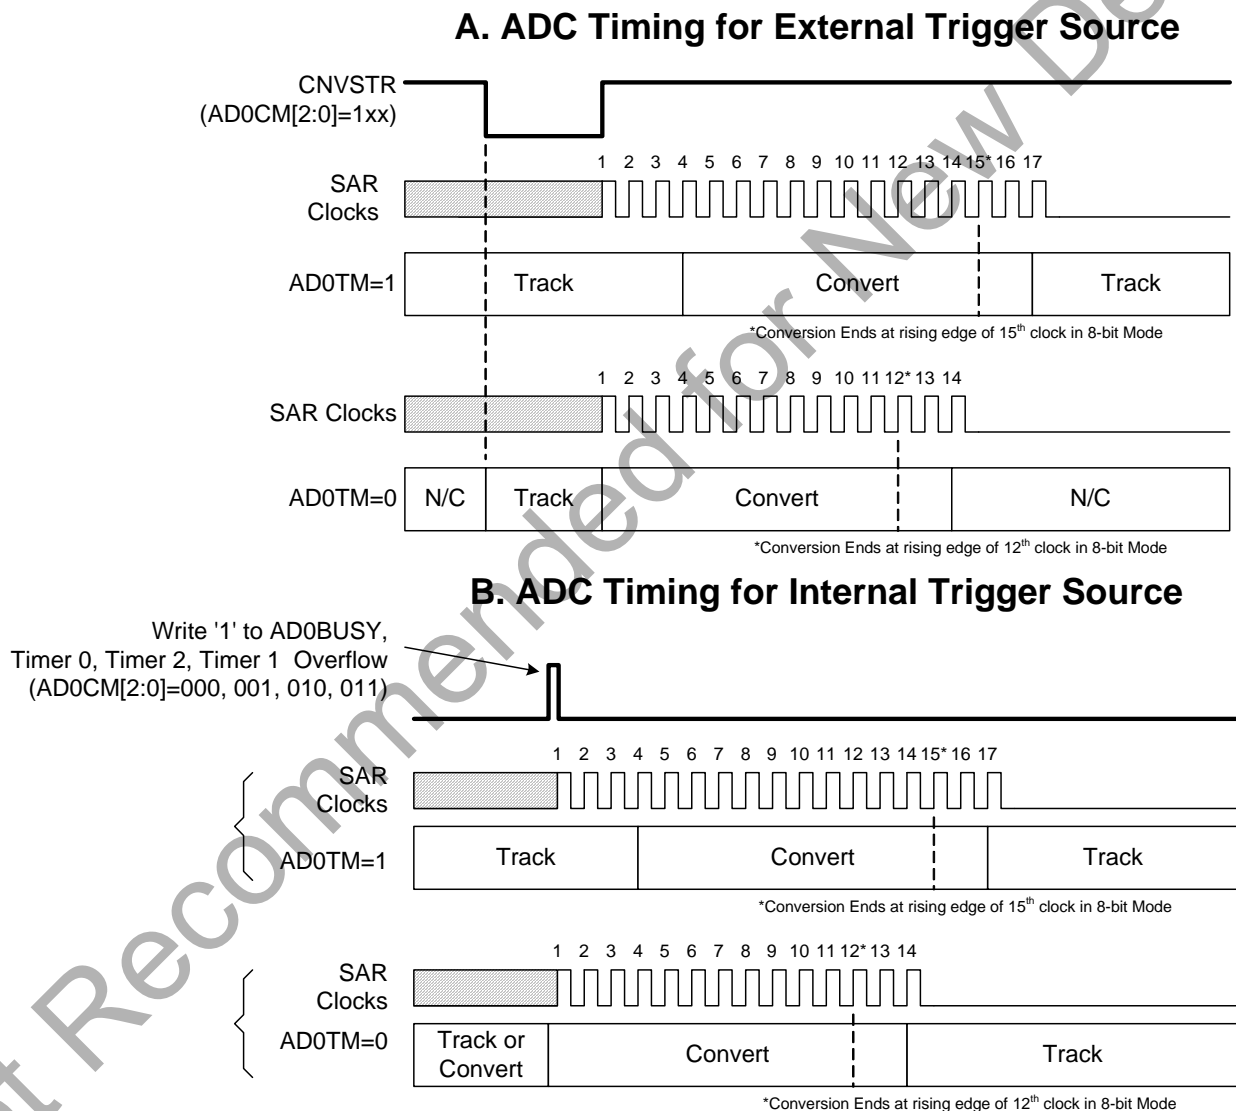 A. ADC Timing for External Trigger Source
CNVSTR
(AD0CM[2:0]=1xx)
1 2 3 4 5 6 7 8 9 10 11 12 13 14 15* 16 17
SAR
Clocks
AD0TM=1
Track
Convert
Track
*Conversion Ends at rising edge of 15th clock in 8-bit Mode
1 2 3 4 5 6 7 8 9 10 11 12* 13 14
SAR Clocks
AD0TM=0
N/C
Track
Convert
N/C
*Conversion Ends at rising edge of 12th clock in 8-bit Mode
B. ADC Timing for Internal Trigger Source
Write '1' to AD0BUSY,
Timer 0, Timer 2, Timer 1 Overflow
(AD0CM[2:0]=000, 001, 010, 011)
1 2 3 4 5 6 7 8 9 10 11 12 13 14 15* 16 17
SAR
Clocks
AD0TM=1
Track
Convert
Track
*Conversion Ends at rising edge of 15th clock in 8-bit Mode
1 2 3 4 5 6 7 8 9 10 11 12* 13 14
SAR
Clocks
AD0TM=0
Track or
Convert
Convert
Track
*Conversion Ends at rising edge of 12th clock in 8-bit Mode
Recommended for New